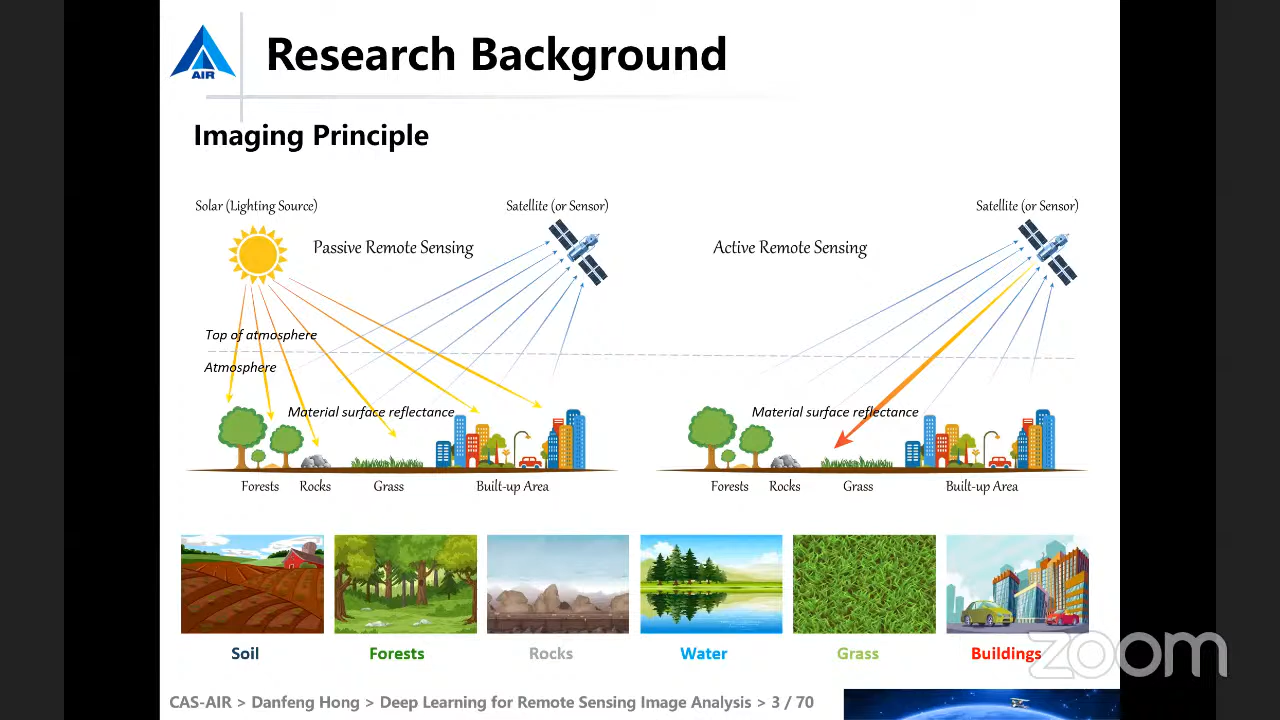 AIR
Research Background
Imaging Principle
Solar (Lighting Source)
Satellite (or Sensor)
Satellite (or Sensor)
Passive Remote Sensing
Active Remote Sensing
Top of atmosphere
Atmosphere
Material surface reflectance
Material surface reflectance
Forests Rocks Grass Built-up Area
Forests Rocks Grass Built-up Area
Soil Forests Rocks Water Grass Buildings
zoom
CAS-AIR > Danfeng Hong > Deep Learning for Remote Sensing Image Analysis > 3 / 70